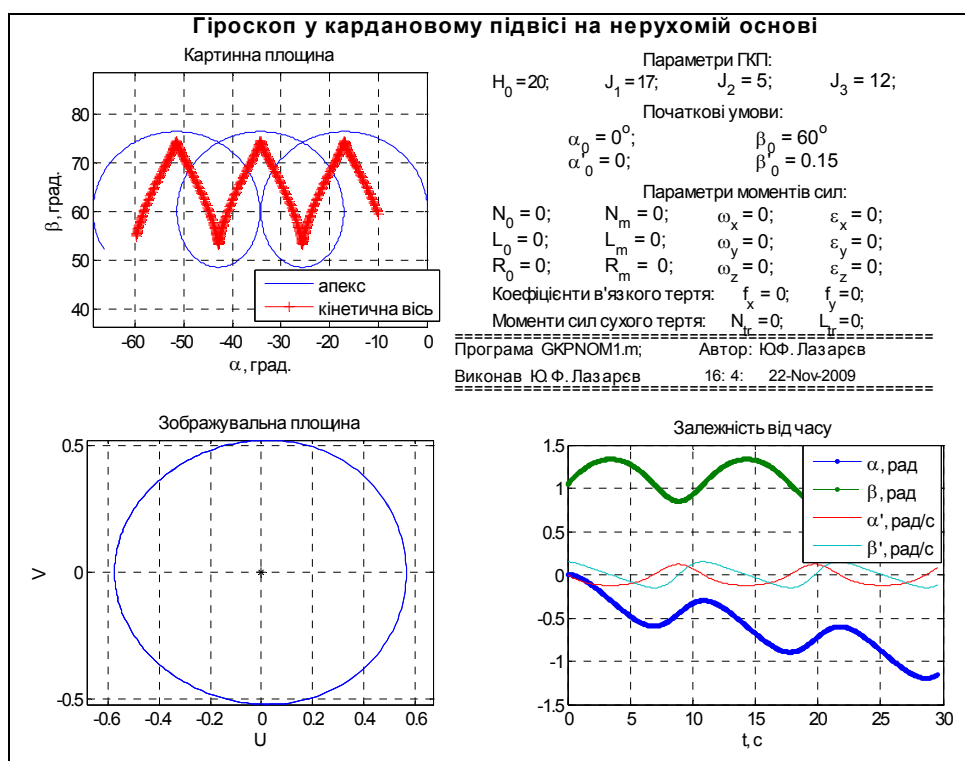 Гіроскоп у кардановому підвісі на нерухомій основі
Картинна площина
80
70
60
50
40
β, град.
-60 -50 -40 -30 -20 -10 0
α, град.
апекс
кінетична вісь
Параметри ГКП:
H₀ =20; J₁ =17; J₂ = 5; J₃ = 12;
Початкові умови:
α₀ = 0°; β₀ = 60°
α'₀ = 0; β'₀ = 0.15
Параметри моментів сил:
N₀ = 0; Nₘ = 0; ωₓ = 0; εₓ = 0;
L₀ = 0; Lₘ = 0; ω_y = 0; ε_y = 0;
R₀ = 0; Rₘ = 0; ω_z = 0; ε_z = 0;
Коефіцієнти в'язкого тертя: fₓ = 0; f_y =0;
Моменти сил сухого тертя: N_tr =0; L_tr =0;
Програма GKPNOM1.m; Автор: Ю.Ф. Лазарєв
Виконав Ю. Ф. Лазарєв 16: 4: 22-Nov-2009
Зображувальна площина
0.5
0
-0.5
V
-0.6 -0.4 -0.2 0 0.2 0.4 0.6
U
Залежність від часу
1.5
1
0.5
0
-0.5
-1
-1.5
0 5 10 15 20 25 30
t, с
α, рад
β, рад
α', рад/с
β', рад/с